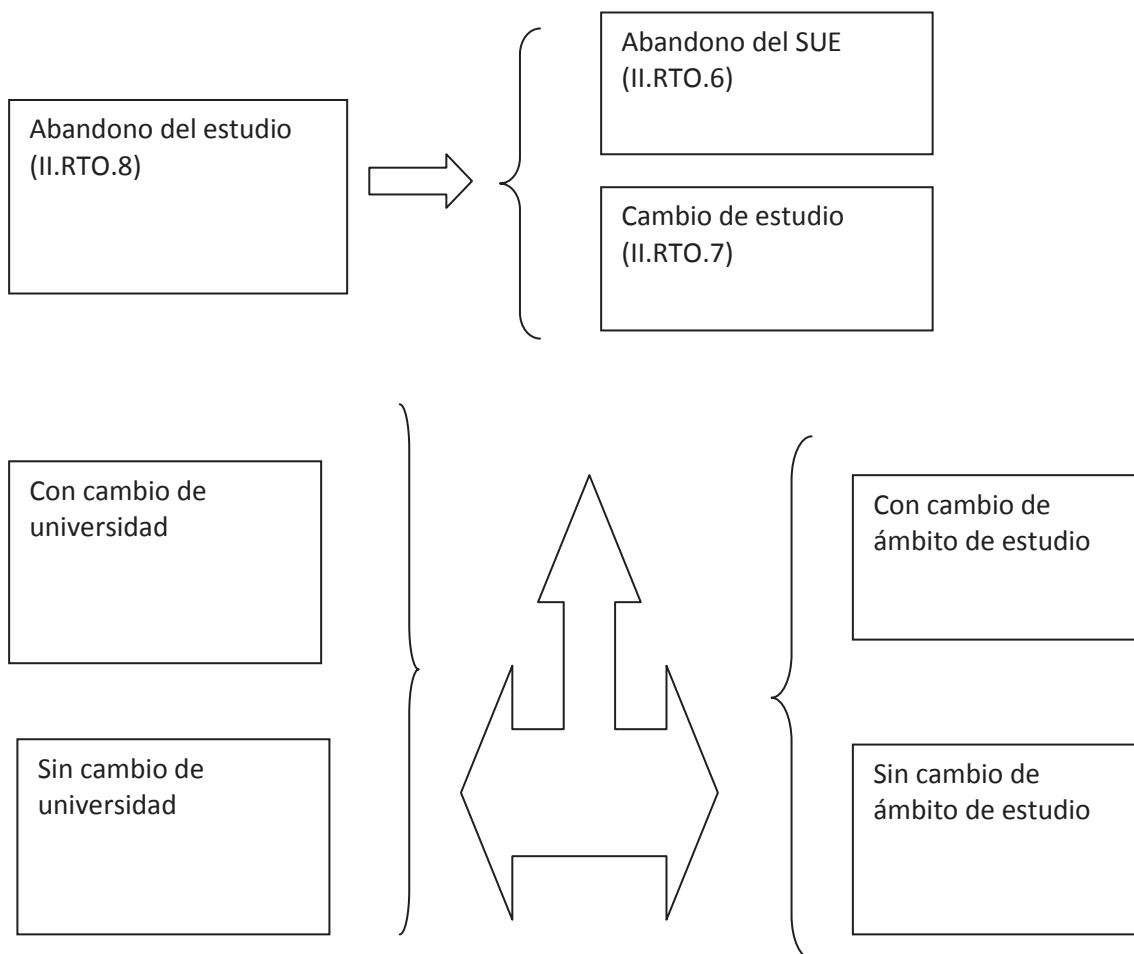 Abandono del SUE
(II.RTO.6)
Abandono del estudio
(II.RTO.8)
Cambio de estudio
(II.RTO.7)
Con cambio de
universidad
Con cambio de
ámbito de estudio
Sin cambio de
universidad
Sin cambio de
ámbito de estudio